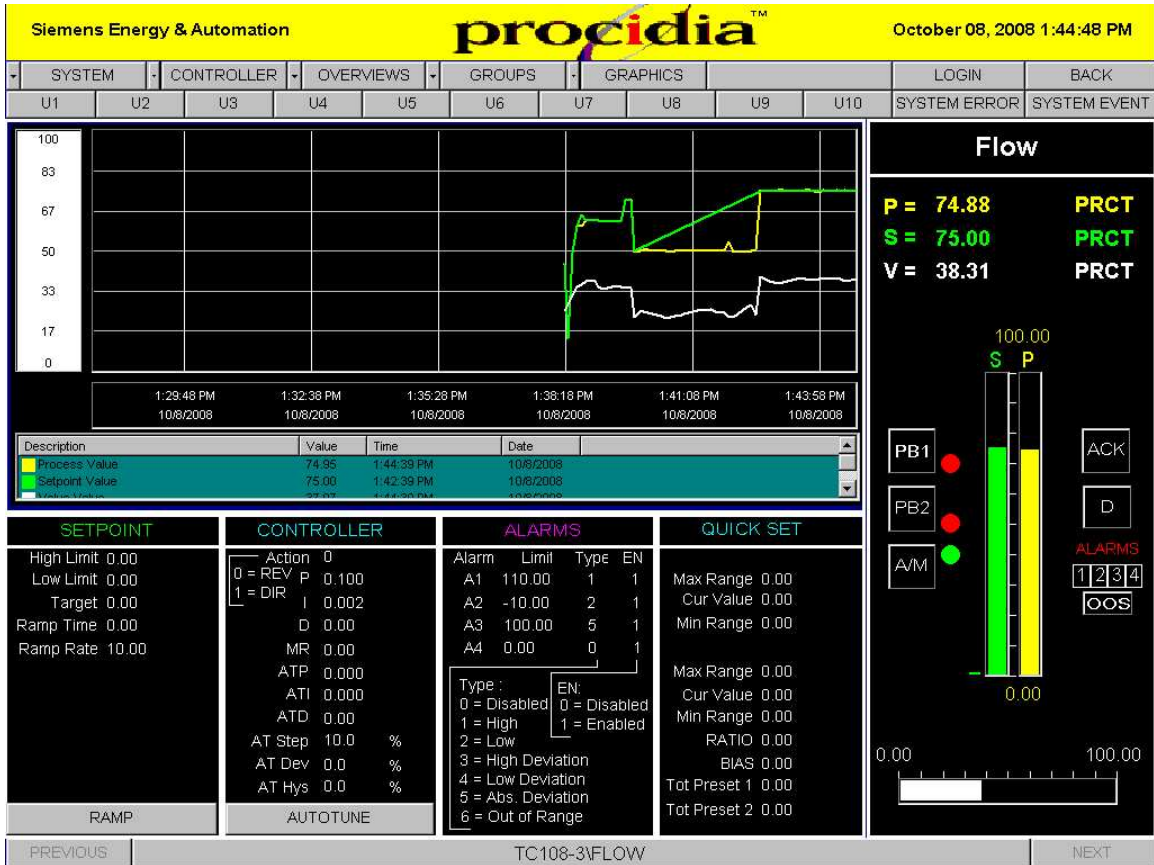 Siemens Energy & Automation
procidia™
October 08, 2008 1:44:48 PM
SYSTEM CONTROLLER OVERVIEWS GROUPS GRAPHICS LOGIN BACK
U1 U2 U3 U4 U5 U6 U7 U8 U9 U10 SYSTEM ERROR SYSTEM EVENT
100
83
67
50
33
17
0
1:29:48 PM 1:32:38 PM 1:35:28 PM 1:38:18 PM 1:41:08 PM 1:43:58 PM
10/8/2008 10/8/2008 10/8/2008 10/8/2008 10/8/2008 10/8/2008
Description Value Time Date
Process Value 74.95 1:44:39 PM 10/8/2008
Setpoint Value 75.00 1:42:39 PM 10/8/2008
Flow
P = 74.88 PRCT
S = 75.00 PRCT
V = 38.31 PRCT
100.00
S P
PB1 ACK
PB2 D
A/M ALARMS
1 2 3 4
OOS
0.00
0.00 100.00
SETPOINT
High Limit 0.00
Low Limit 0.00
Target 0.00
Ramp Time 0.00
Ramp Rate 10.00
RAMP
CONTROLLER
Action 0
0 = REV
1 = DIR
P 0.100
I 0.002
D 0.00
MR 0.00
ATP 0.000
ATI 0.000
ATD 0.00
AT Step 10.0 %
AT Dev 0.0 %
AT Hys 0.0 %
AUTOTUNE
ALARMS
Alarm Limit Type EN
A1 110.00 1 1
A2 -10.00 2 1
A3 100.00 5 1
A4 0.00 0 1
Type :
0 = Disabled
1 = High
2 = Low
3 = High Deviation
4 = Low Deviation
5 = Abs. Deviation
6 = Out of Range
EN:
0 = Disabled
1 = Enabled
QUICK SET
Max Range 0.00
Cur Value 0.00
Min Range 0.00
Max Range 0.00
Cur Value 0.00
Min Range 0.00
RATIO 0.00
BIAS 0.00
Tot Preset 1 0.00
Tot Preset 2 0.00
PREVIOUS TC108-3\FLOW NEXT